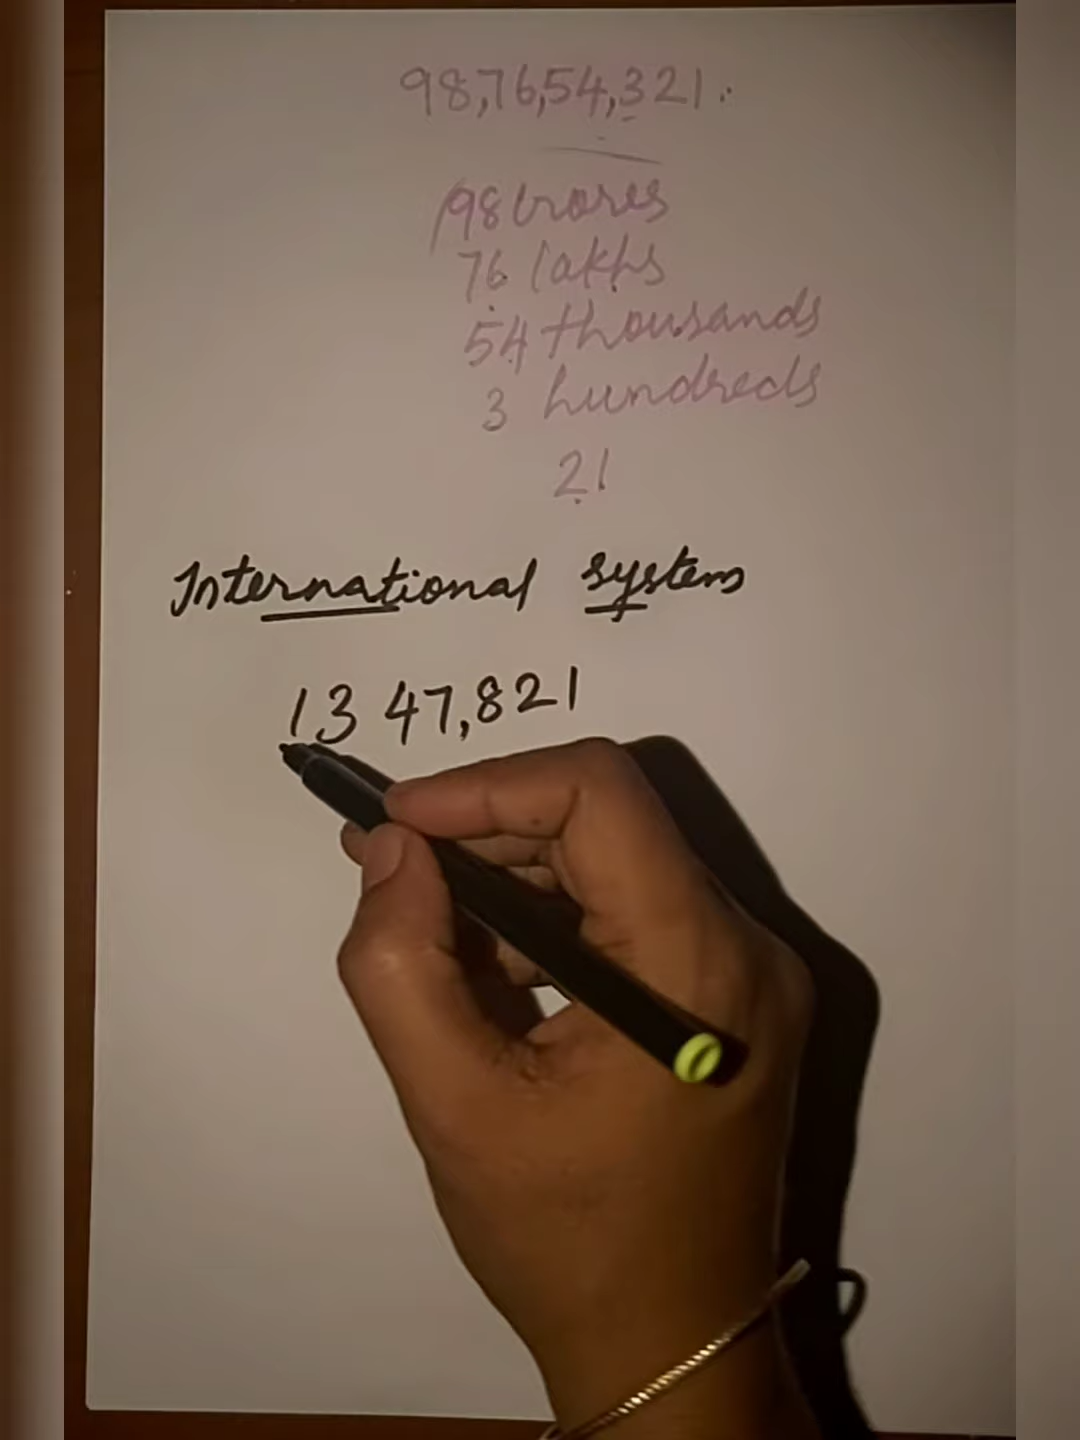 98,76,54,321.
98 crores
76 lakhs
54 thousands
3 hundreds
21
International system
13 47,821